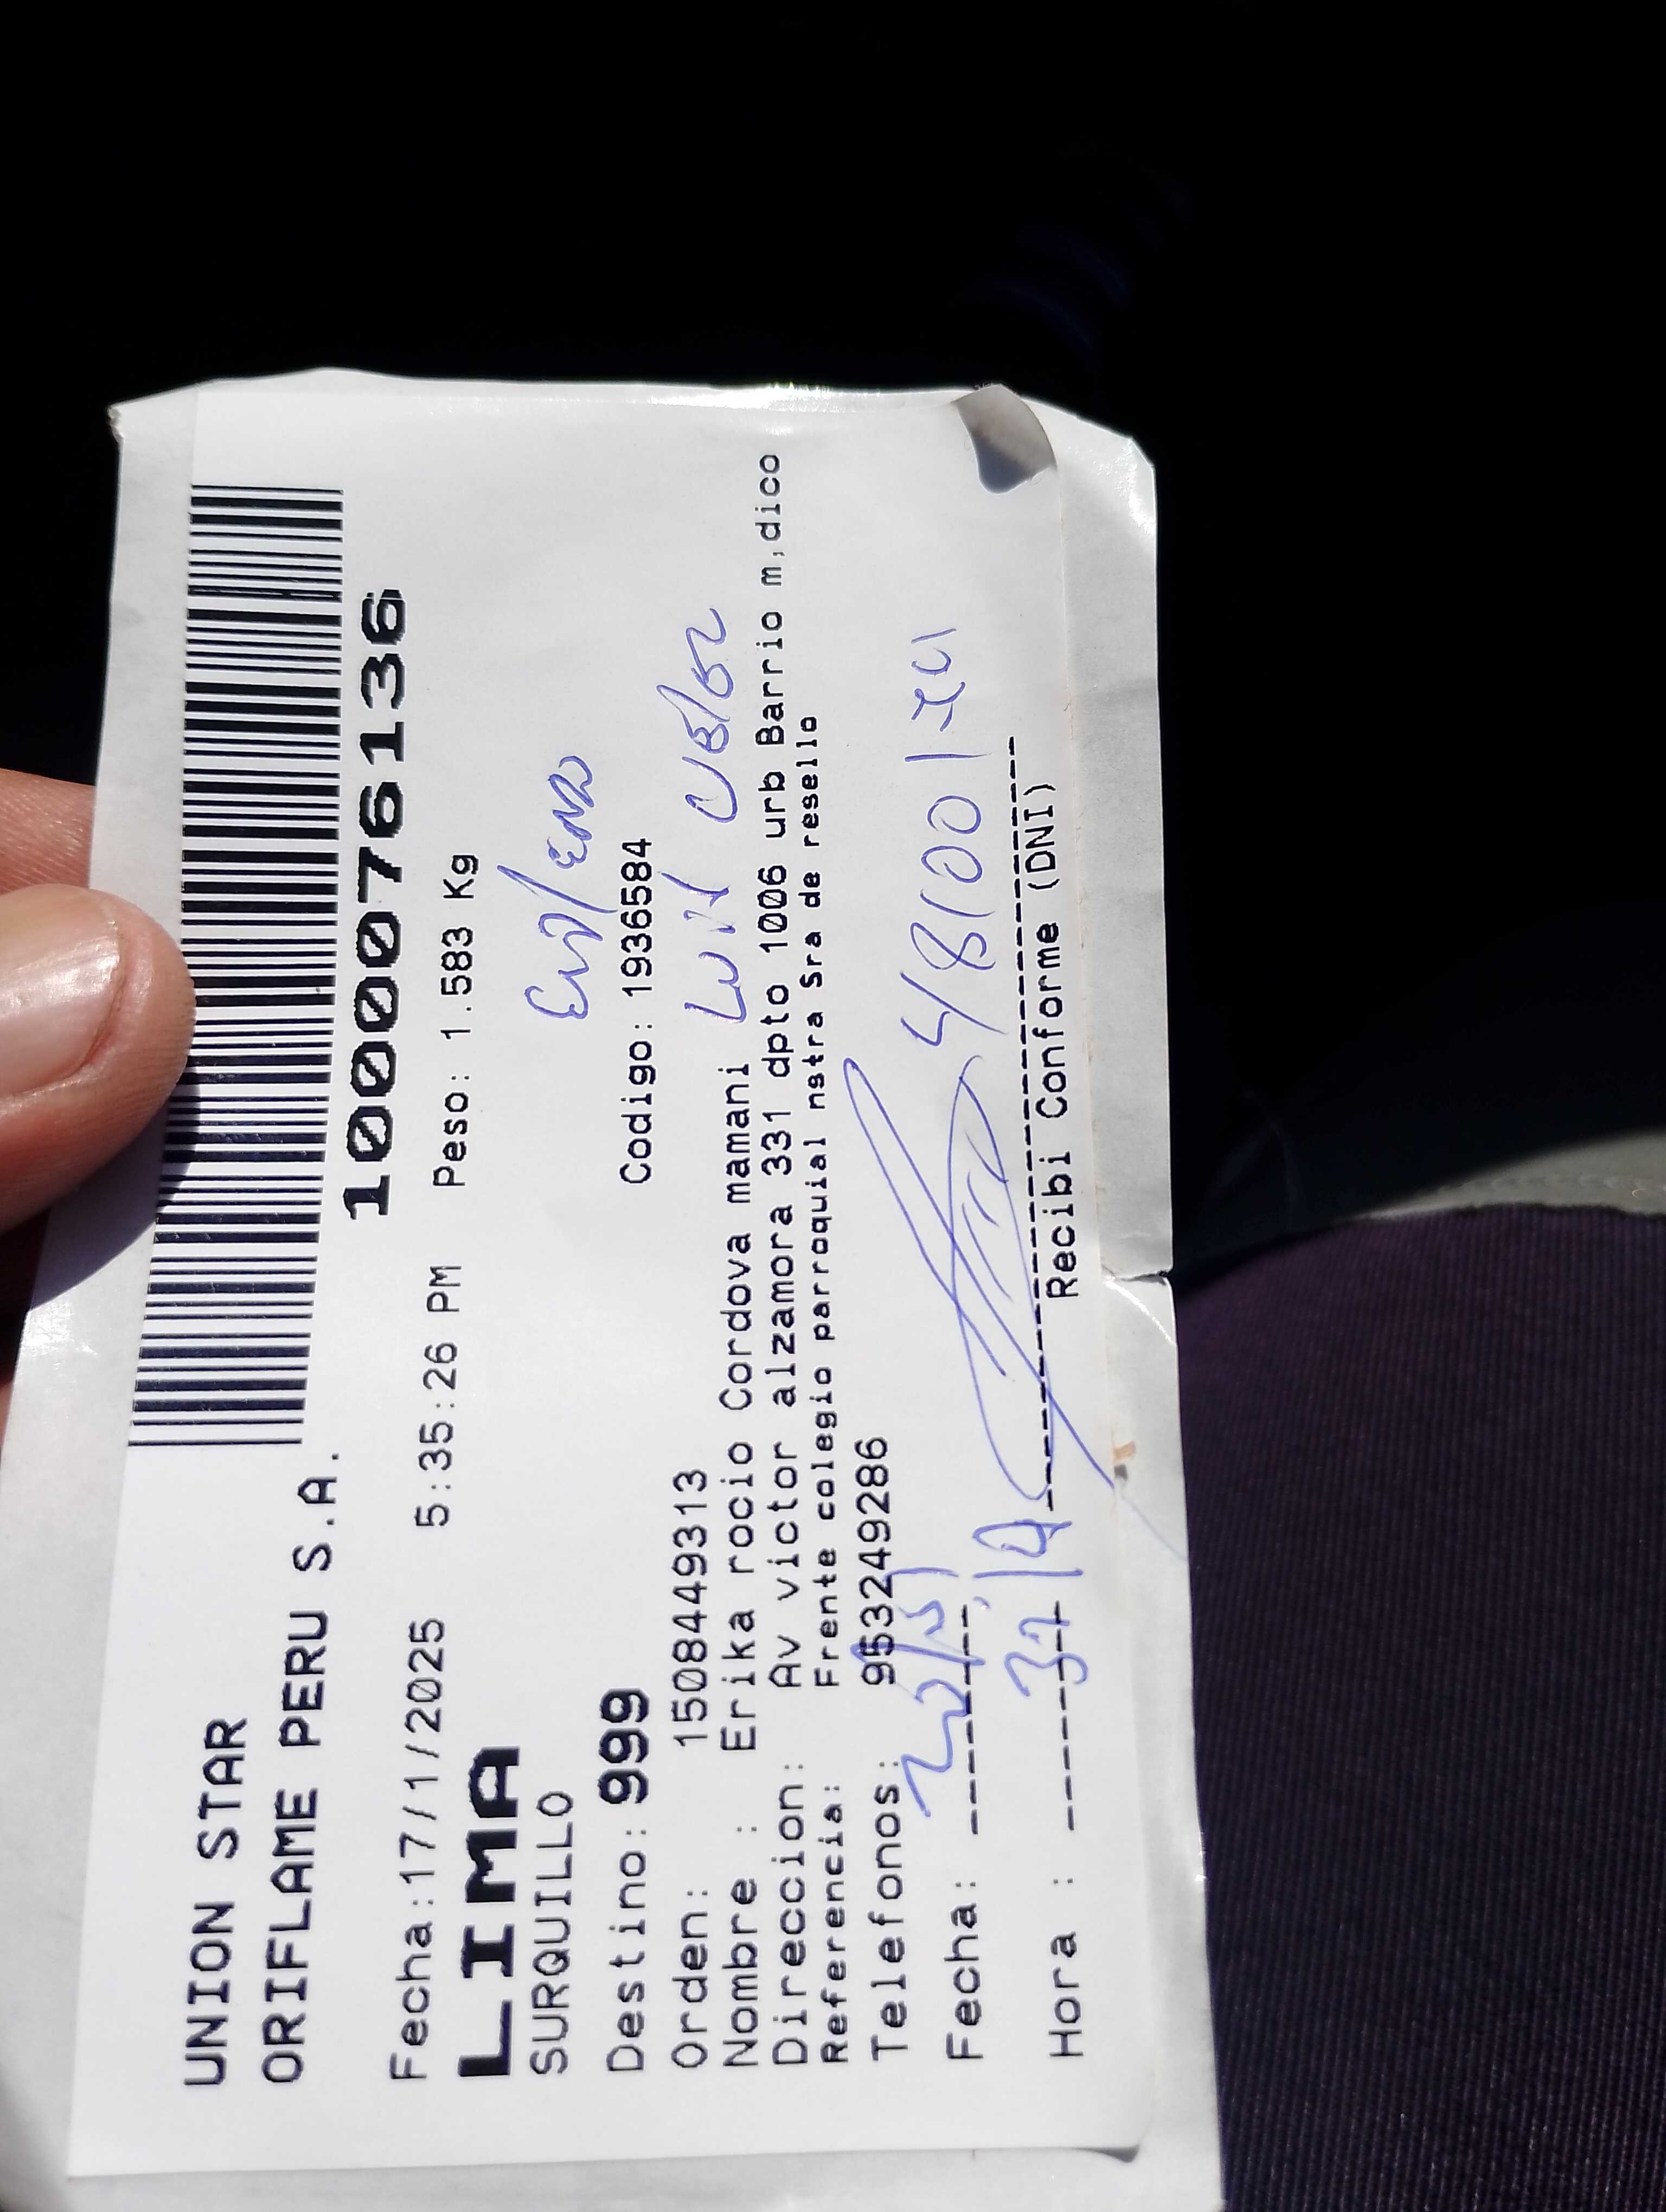 UNION STAR
ORIFLAME PERU S.A.
1000076136
Fecha:17/1/2025 5:35:26 PM Peso: 1.583 Kg
LIMA
SURQUILLO
Destino: 999 Codigo: 1936584
Orden: 15084449313
Nombre : Erika rocio Cordova mamani
Direccion: Av victor alzamora 331 dpto 1006 urb Barrio m,dico
Referencia: Frente colegio parroquial nstra Sra de resello
Telefonos: 953249286
Fecha:
Hora :
Recibi Conforme (DNI)